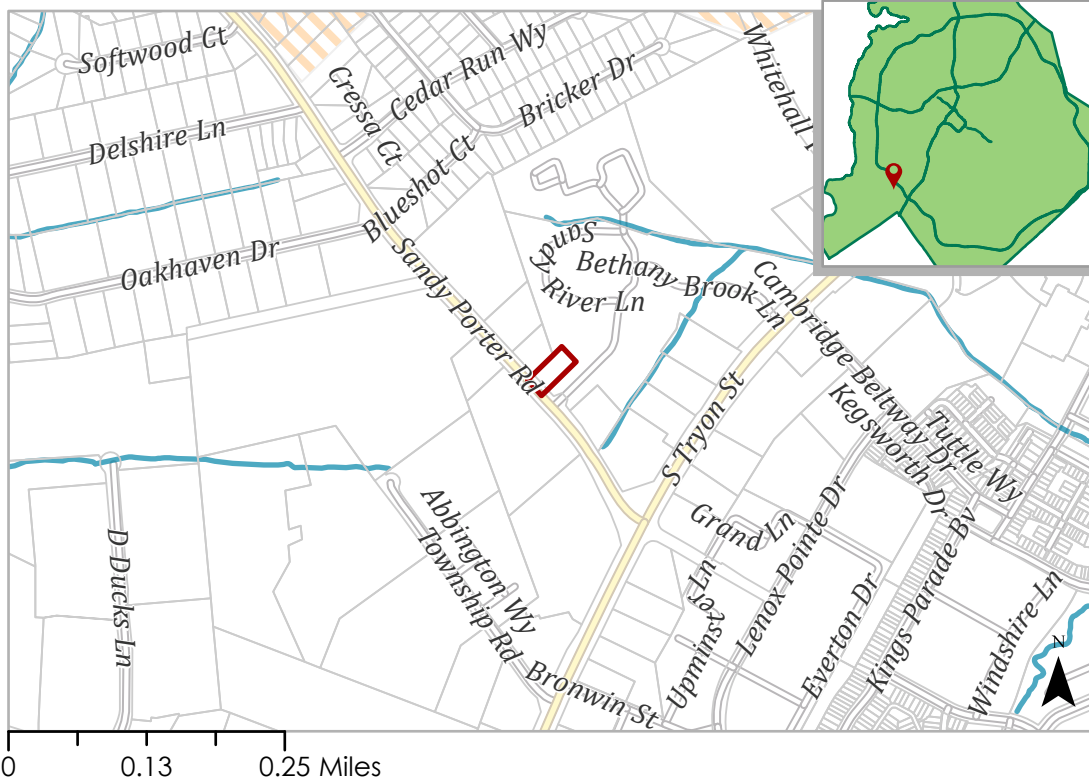 Softwood Ct
Cedar Run Wy
Whitehall
Cressa Ct
Bricker Dr
Delshire Ln
Blueshot Ct
Sandy River Ln
Oakhaven Dr
Bethany Brook Ln
Sandy Porter Rd
Cambridge Beltway Dr
S Tryon St
Kegsworth Dr
Tuttle Wy
Abbington Wy
Township Rd
Grand Ln
D Ducks Ln
Lenox Pointe Dr
Kings Parade Bv
Upminster Ln
Everton Dr
Windshire Ln
Bronwin St
N
0 0.13 0.25 Miles